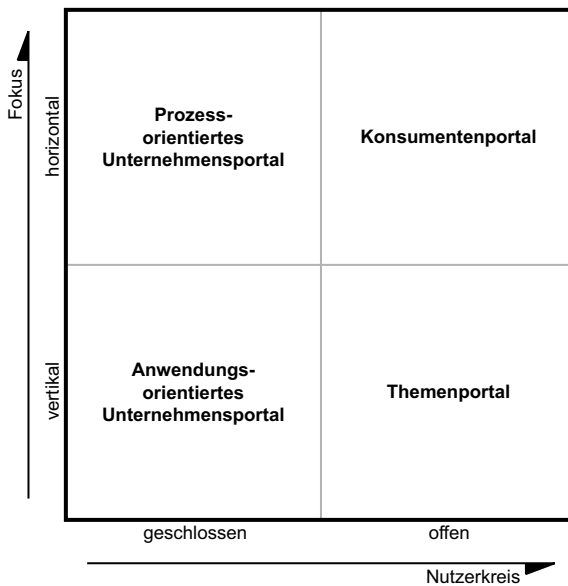 Fokus
horizontal
Prozess-
orientiertes
Unternehmensportal
Konsumentenportal
vertikal
Anwendungs-
orientiertes
Unternehmensportal
Themenportal
geschlossen
offen
Nutzerkreis